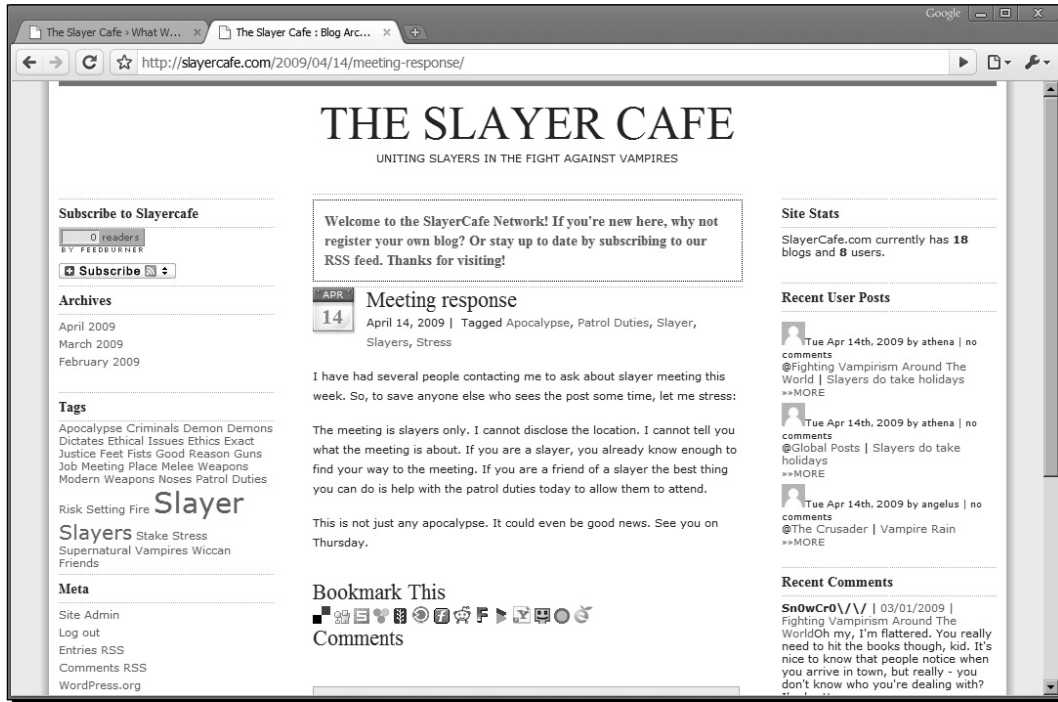 Google
The Slayer Cafe › What W...
The Slayer Cafe : Blog Arc...
http://slayercafe.com/2009/04/14/meeting-response/
THE SLAYER CAFE
UNITING SLAYERS IN THE FIGHT AGAINST VAMPIRES
Subscribe to Slayercafe
0 readers
BY FEEDBURNER
Subscribe
Archives
April 2009
March 2009
February 2009
Tags
Apocalypse Criminals Demon Demons
Dictates Ethical Issues Ethics Exact
Justice Feet Fists Good Reason Guns
Job Meeting Place Melee Weapons
Modern Weapons Noses Patrol Duties
Risk Setting Fire Slayer
Slayers Stake Stress
Supernatural Vampires Wiccan
Friends
Meta
Site Admin
Log out
Entries RSS
Comments RSS
WordPress.org
Welcome to the SlayerCafe Network! If you're new here, why not
register your own blog? Or stay up to date by subscribing to our
RSS feed. Thanks for visiting!
APR
14
Meeting response
April 14, 2009 | Tagged Apocalypse, Patrol Duties, Slayer,
Slayers, Stress
I have had several people contacting me to ask about slayer meeting this
week. So, to save anyone else who sees the post some time, let me stress:
The meeting is slayers only. I cannot disclose the location. I cannot tell you
what the meeting is about. If you are a slayer, you already know enough to
find your way to the meeting. If you are a friend of a slayer the best thing
you can do is help with the patrol duties today to allow them to attend.
This is not just any apocalypse. It could even be good news. See you on
Thursday.
Bookmark This
Comments
Site Stats
SlayerCafe.com currently has 18
blogs and 8 users.
Recent User Posts
Tue Apr 14th, 2009 by athena | no
comments
@Fighting Vampirism Around The
World | Slayers do take holidays
»»MORE
Tue Apr 14th, 2009 by athena | no
comments
@Global Posts | Slayers do take
holidays
»»MORE
Tue Apr 14th, 2009 by angelus | no
comments
@The Crusader | Vampire Rain
»»MORE
Recent Comments
Sn0wCr0\/\/ | 03/01/2009 |
Fighting Vampirism Around The
WorldOh my, I'm flattered. You really
need to hit the books though, kid. It's
nice to know that people notice when
you arrive in town, but really - you
don't know who you're dealing with?